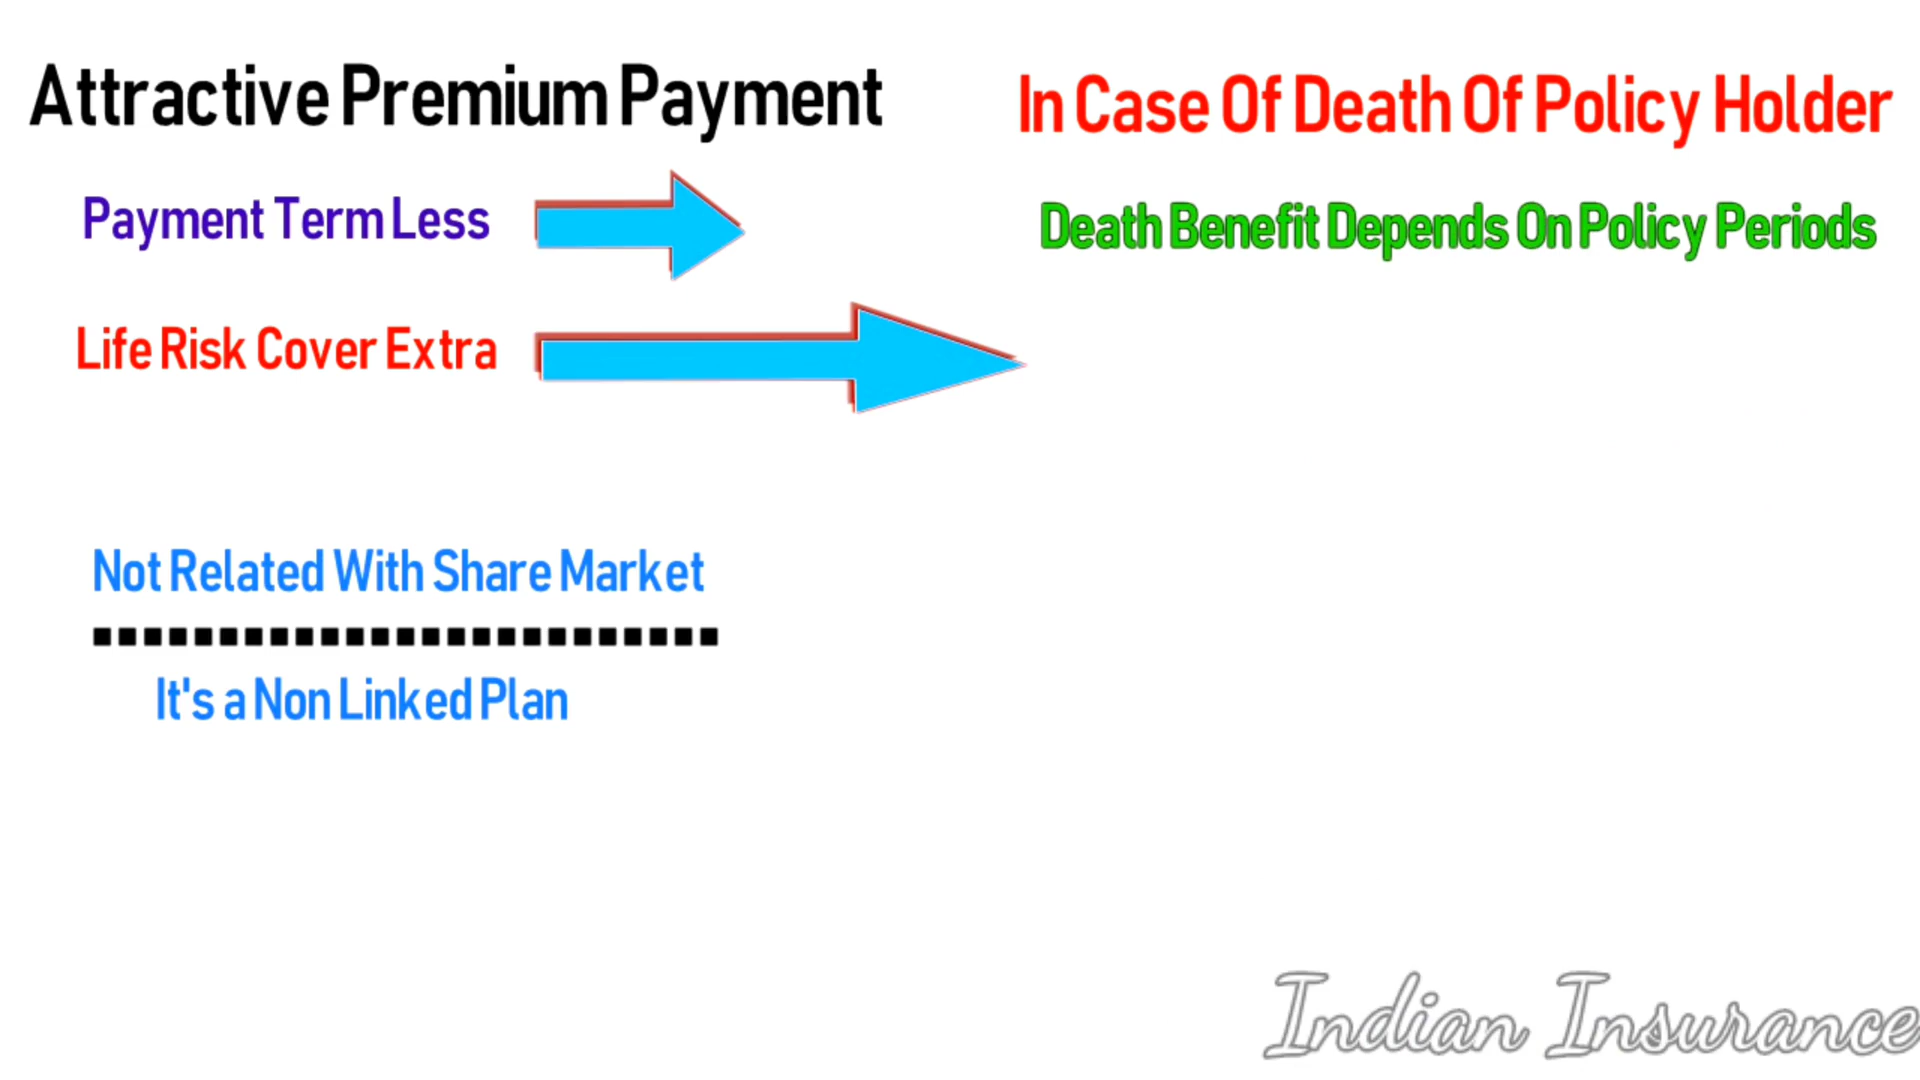 Attractive Premium Payment
Payment Term Less
Life Risk Cover Extra
Not Related With Share Market
It's a Non Linked Plan
In Case Of Death Of Policy Holder
Death Benefit Depends On Policy Periods
Indian Insurance